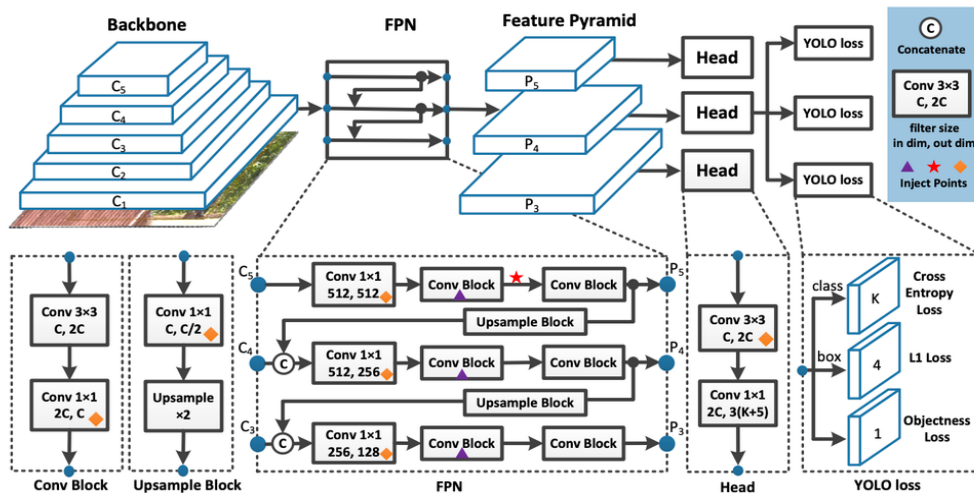 Backbone
FPN
Feature Pyramid
C5
C4
C3
C2
C1
P5
P4
P3
Head
Head
Head
YOLO loss
YOLO loss
YOLO loss
C
Concatenate
Conv 3×3
C, 2C
filter size
in dim, out dim
Inject Points
Conv 3×3
C, 2C
Conv 1×1
2C, C
Conv Block
Conv 1×1
C, C/2
Upsample
×2
Upsample Block
C5
Conv 1×1
512, 512
Conv Block
Conv Block
P5
Upsample Block
C4
C
Conv 1×1
512, 256
Conv Block
Conv Block
P4
Upsample Block
C3
C
Conv 1×1
256, 128
Conv Block
Conv Block
P3
FPN
Conv 3×3
C, 2C
Conv 1×1
2C, 3(K+5)
Head
class
K
Cross
Entropy
Loss
box
4
L1 Loss
1
Objectness
Loss
YOLO loss